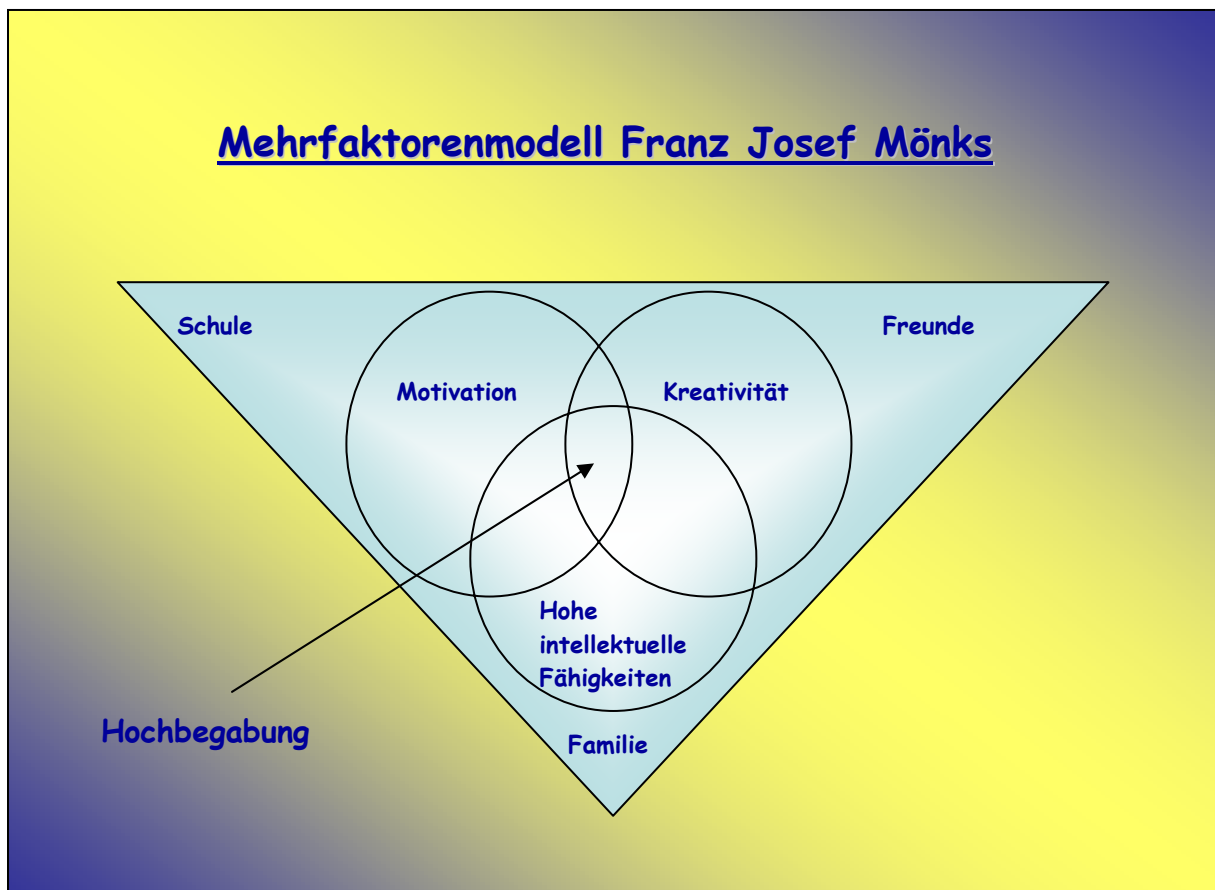 Mehrfaktorenmodell Franz Josef Mönks
Schule
Freunde
Motivation
Kreativität
Hohe
intellektuelle
Fähigkeiten
Hochbegabung
Familie